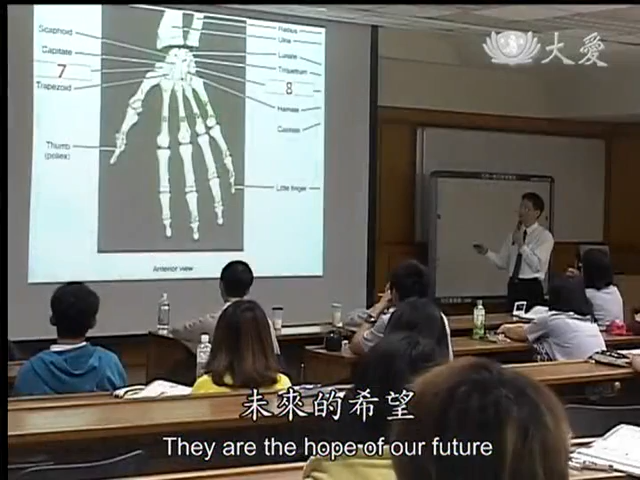 大愛
Scaphoid
Capitate
7
Trapezoid
Thumb
(pollex)
Radius
Ulna
Lunate
Triquetrum
8
Hamate
Little finger
Anterior view
未來的希望
They are the hope of our future